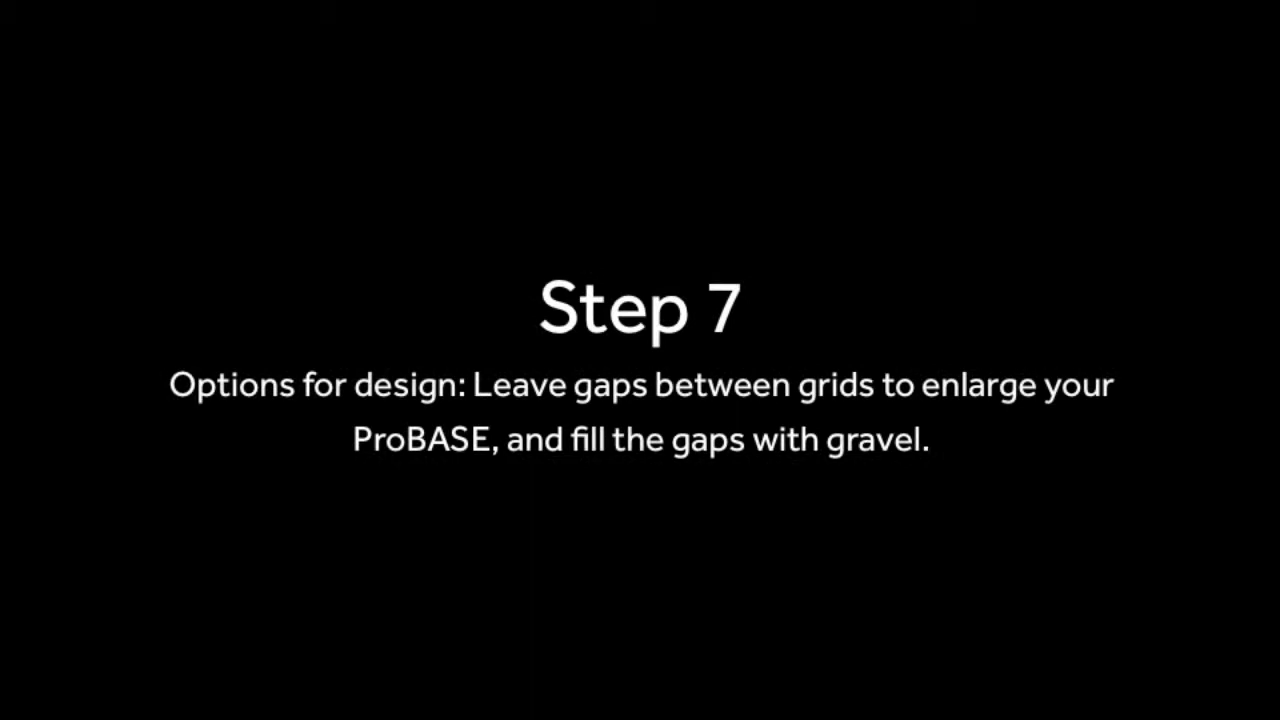 Step 7
Options for design: Leave gaps between grids to enlarge your
ProBASE, and fill the gaps with gravel.